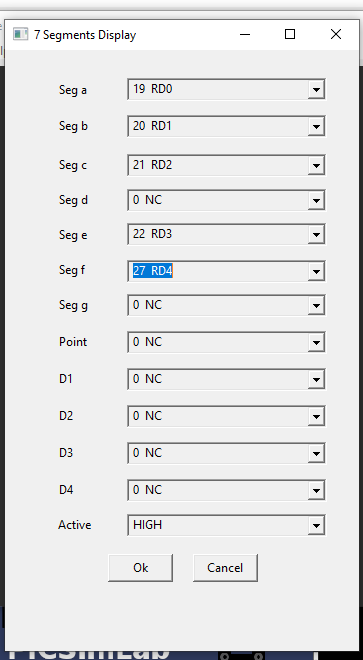 7 Segments Display
Seg a 19 RD0
Seg b 20 RD1
Seg c 21 RD2
Seg d 0 NC
Seg e 22 RD3
Seg f 27 RD4
Seg g 0 NC
Point 0 NC
D1 0 NC
D2 0 NC
D3 0 NC
D4 0 NC
Active HIGH
Ok Cancel
PicSimLab